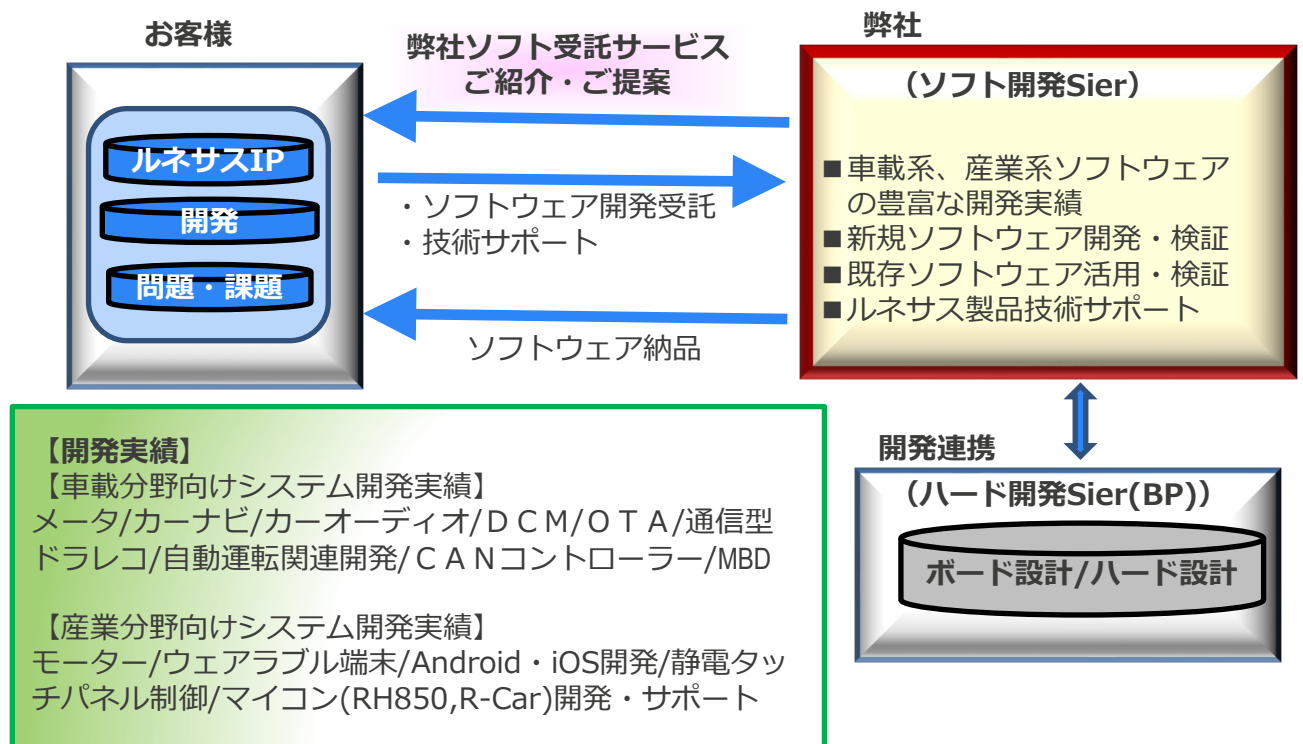 お客様
ルネサスIP
開発
問題・課題
弊社ソフト受託サービス
ご紹介・ご提案
・ソフトウェア開発受託
・技術サポート
ソフトウェア納品
弊社
（ソフト開発Sier）
■車載系、産業系ソフトウェア
の豊富な開発実績
■新規ソフトウェア開発・検証
■既存ソフトウェア活用・検証
■ルネサス製品技術サポート
開発連携
（ハード開発Sier(BP)）
ボード設計/ハード設計
【開発実績】
【車載分野向けシステム開発実績】
メータ/カーナビ/カーオーディオ/ＤＣＭ/ＯＴＡ/通信型
ドラレコ/自動運転関連開発/ＣＡＮコントローラー/MBD
【産業分野向けシステム開発実績】
モーター/ウェアラブル端末/Android・iOS開発/静電タッ
チパネル制御/マイコン(RH850,R-Car)開発・サポート